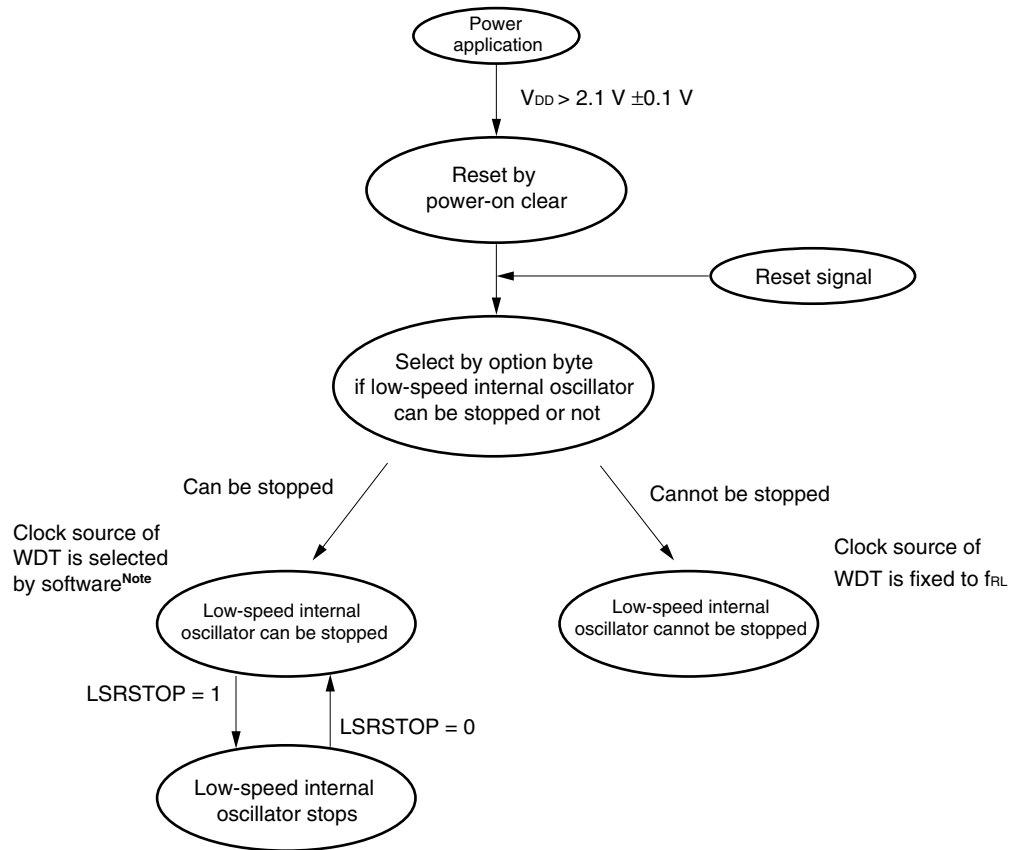 Power
application
VDD > 2.1 V ±0.1 V
Reset by
power-on clear
Reset signal
Select by option byte
if low-speed internal oscillator
can be stopped or not
Can be stopped
Cannot be stopped
Clock source of
WDT is selected
by softwareNote
Clock source of
WDT is fixed to fRL
Low-speed internal
oscillator can be stopped
Low-speed internal
oscillator cannot be stopped
LSRSTOP = 1
LSRSTOP = 0
Low-speed internal
oscillator stops